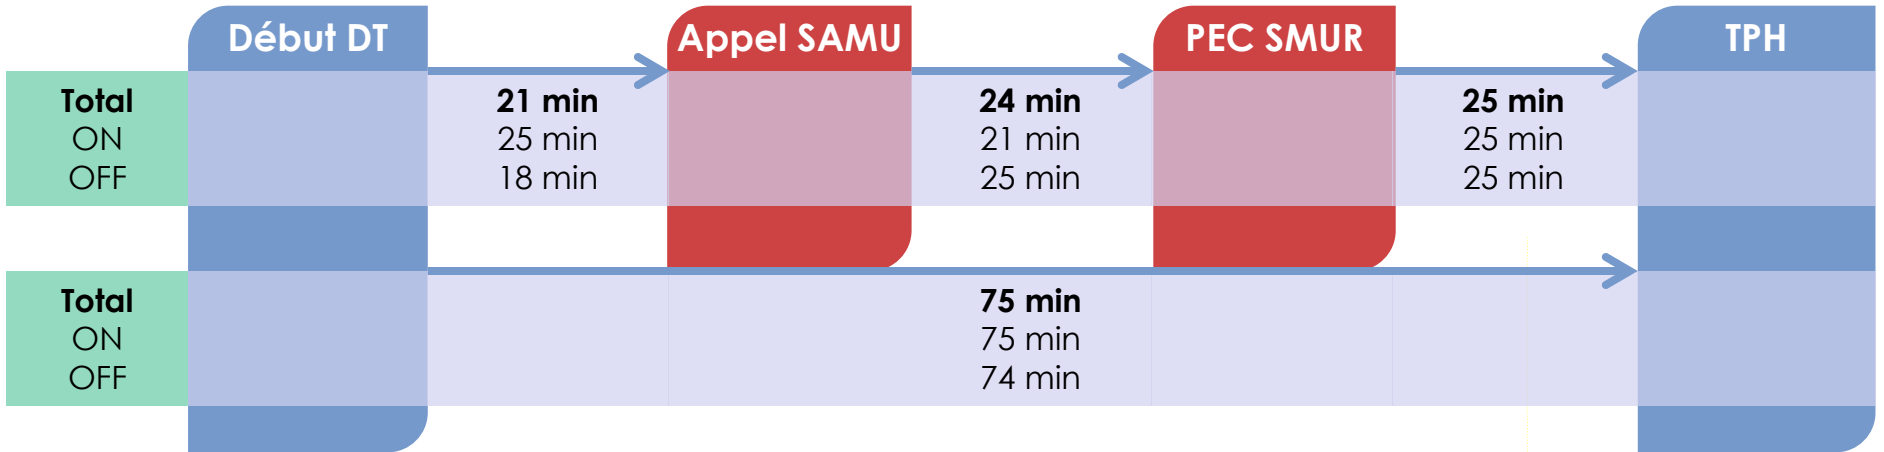 Début DT Appel SAMU PEC SMUR TPH
Total 21 min 24 min 25 min
ON 25 min 21 min 25 min
OFF 18 min 25 min 25 min
Total 75 min
ON 75 min
OFF 74 min